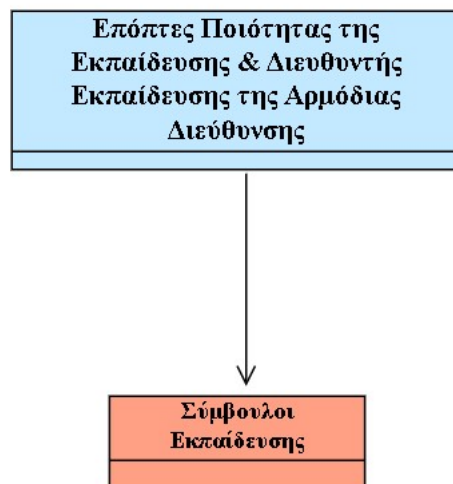 Επόπτες Ποιότητας της
Εκπαίδευσης & Διευθυντής
Εκπαίδευσης της Αρμόδιας
Διεύθυνσης
Σύμβουλοι
Εκπαίδευσης